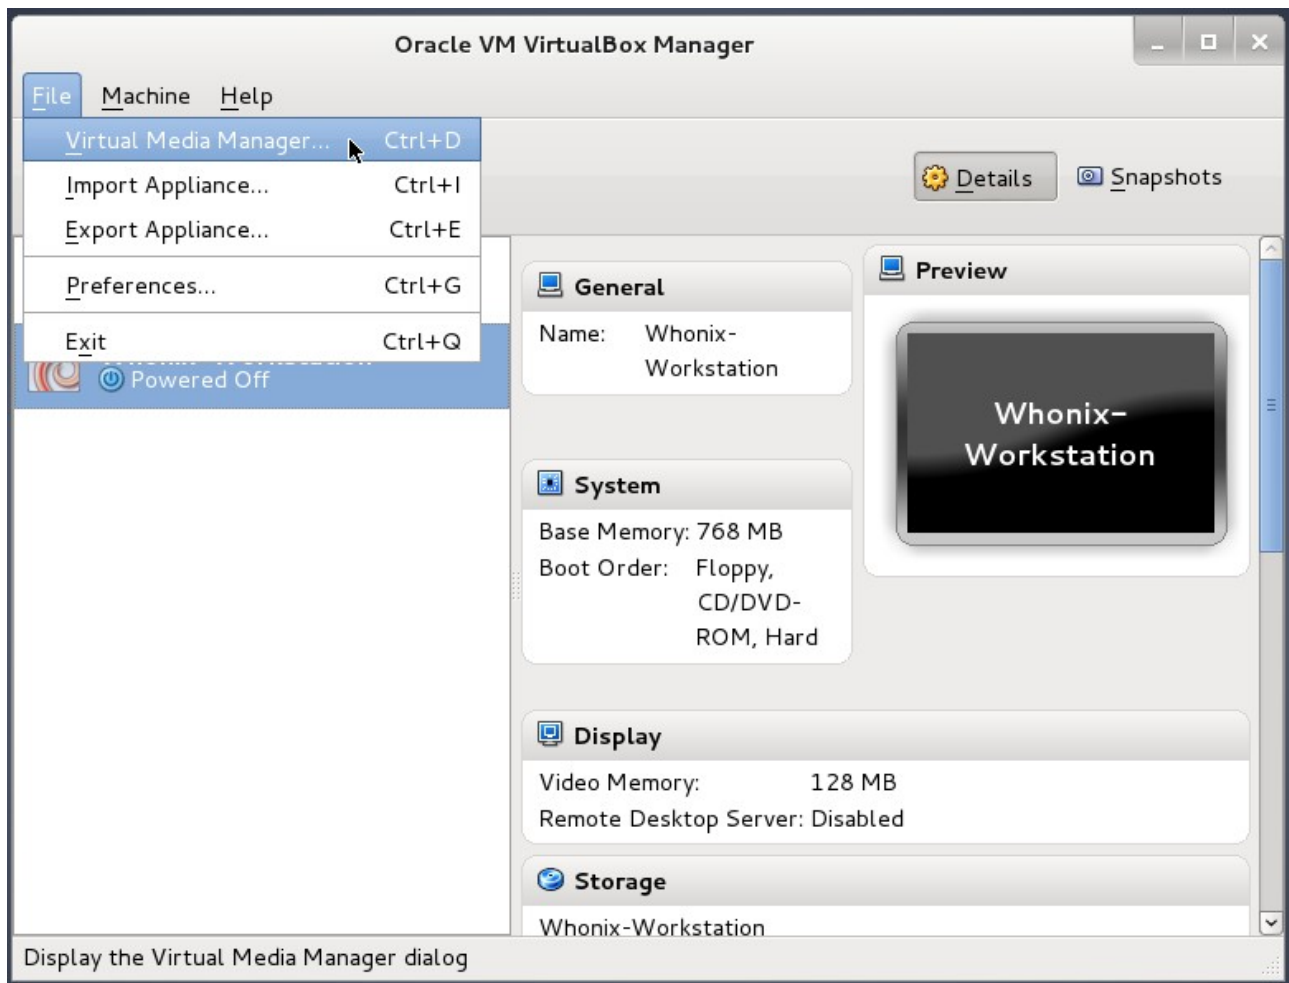 Oracle VM VirtualBox Manager
File Machine Help
Virtual Media Manager... Ctrl+D
Import Appliance... Ctrl+I
Export Appliance... Ctrl+E
Preferences... Ctrl+G
Exit Ctrl+Q
Powered Off
Details Snapshots
General
Name: Whonix-
Workstation
Preview
Whonix-
Workstation
System
Base Memory: 768 MB
Boot Order: Floppy,
CD/DVD-
ROM, Hard
Display
Video Memory: 128 MB
Remote Desktop Server: Disabled
Storage
Whonix-Workstation
Display the Virtual Media Manager dialog